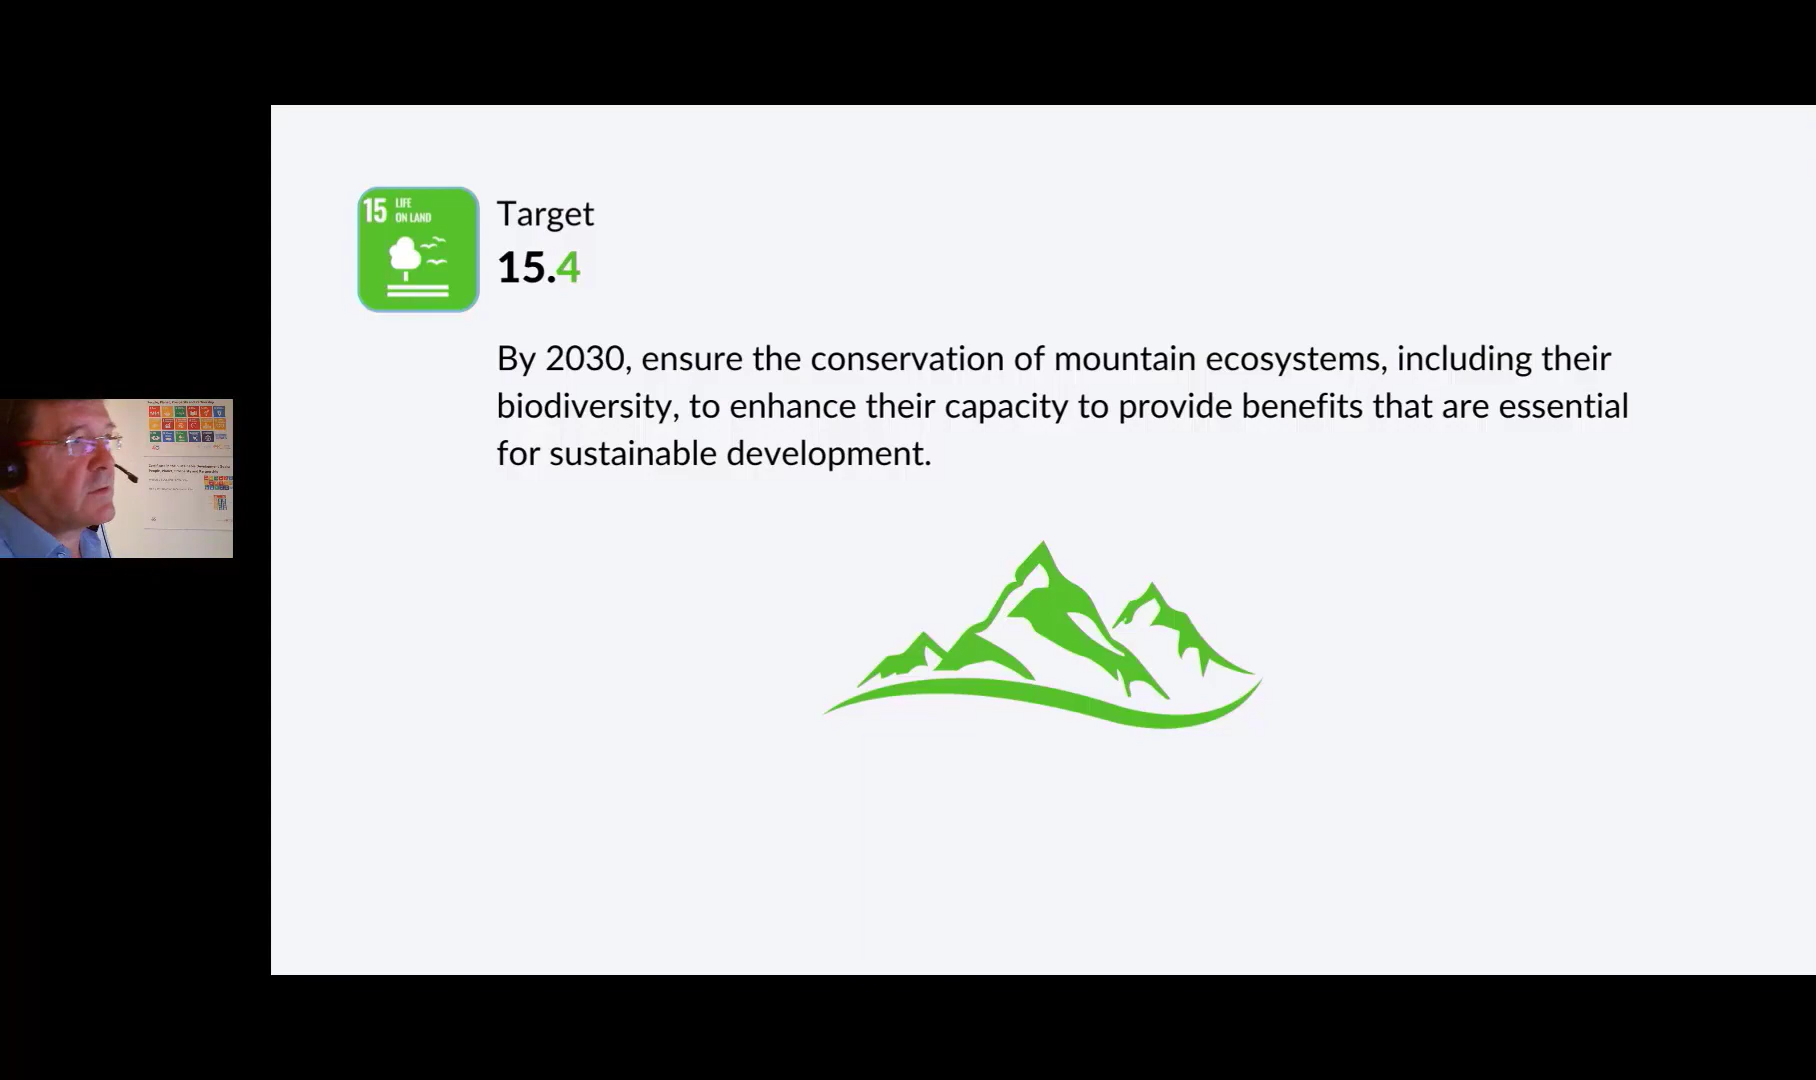 15 LIFE
ON LAND
Target
15.4
By 2030, ensure the conservation of mountain ecosystems, including their
biodiversity, to enhance their capacity to provide benefits that are essential
for sustainable development.